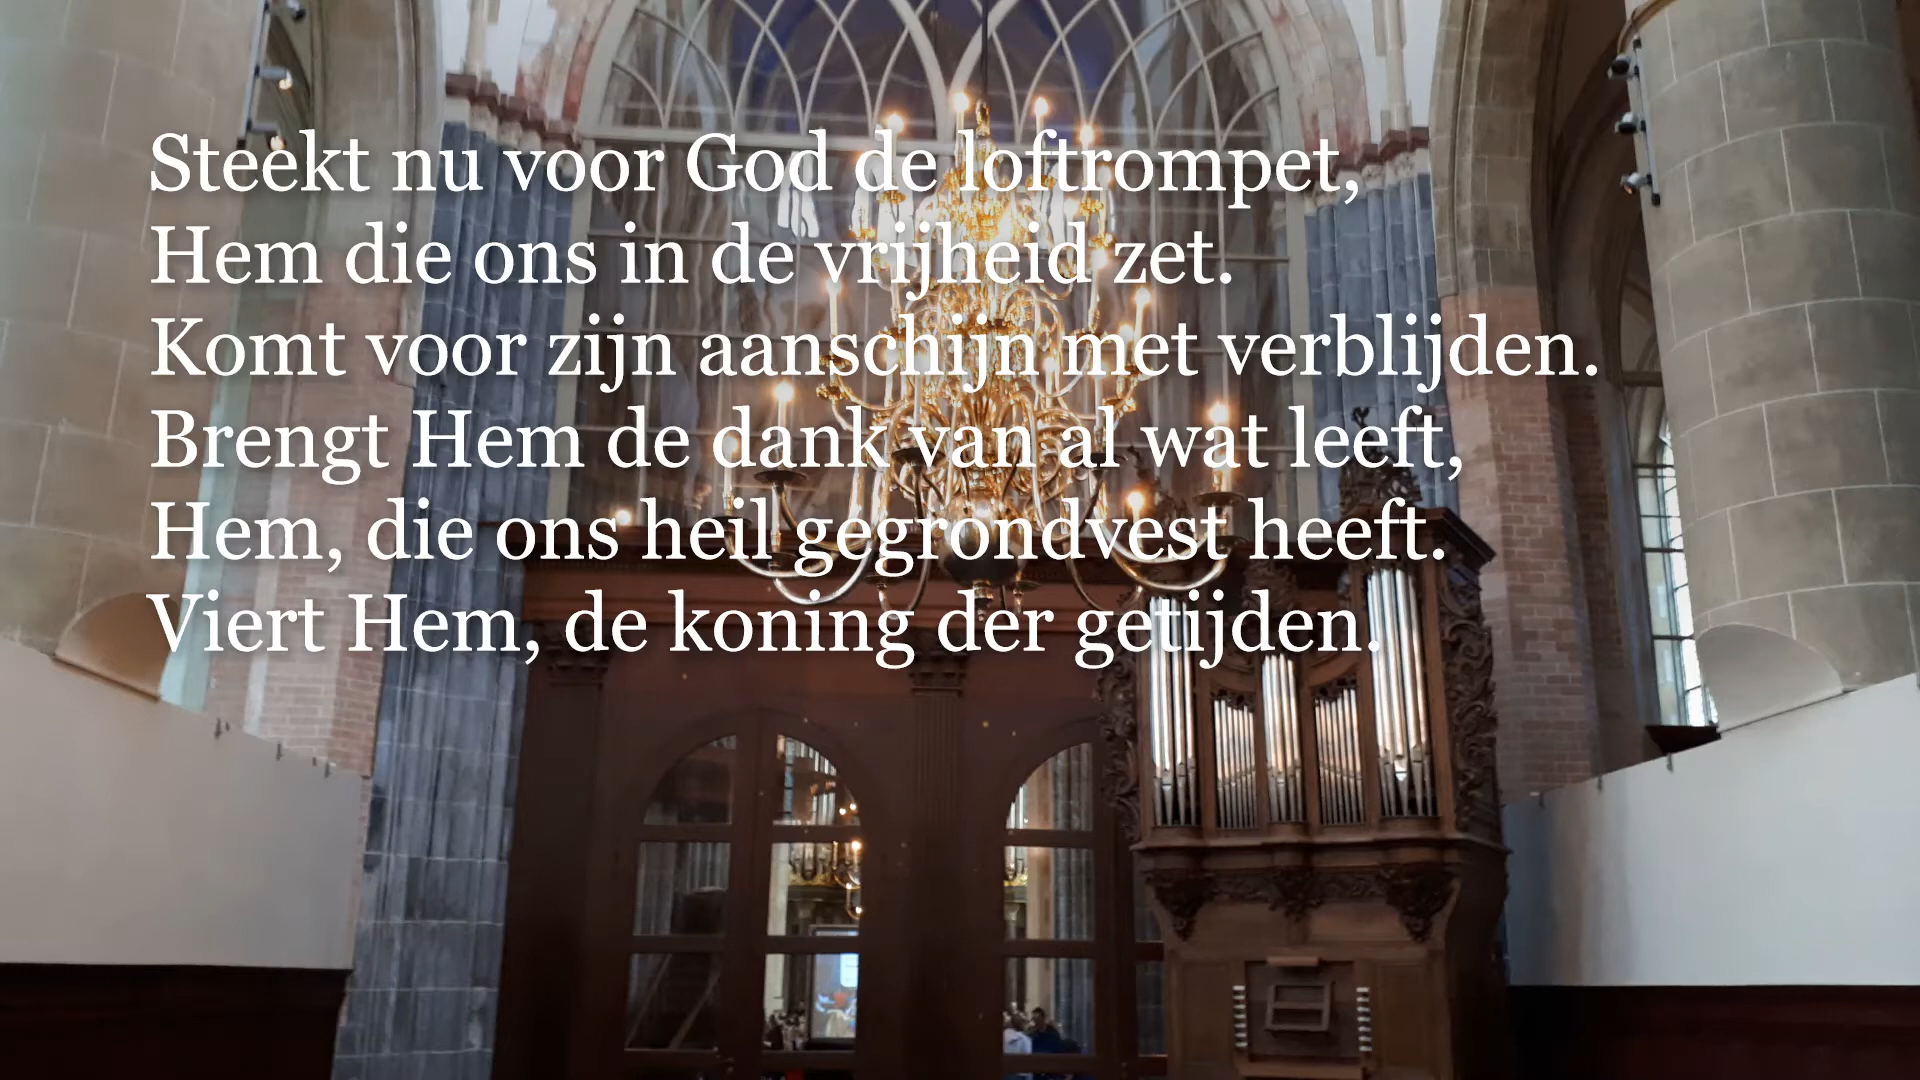 Steekt nu voor God de loftrompet,
Hem die ons in de vrijheid zet.
Komt voor zijn aanschijn met verblijden.
Brengt Hem de dank van al wat leeft,
Hem, die ons heil gegrondvest heeft.
Viert Hem, de koning der getijden.